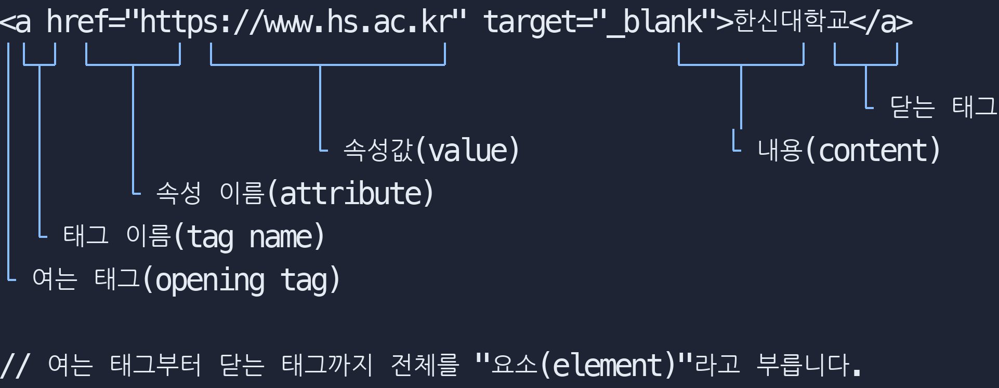 <a href="https://www.hs.ac.kr" target="_blank">한신대학교</a>
닫는 태그
속성값(value) 내용(content)
속성 이름(attribute)
태그 이름(tag name)
여는 태그(opening tag)
// 여는 태그부터 닫는 태그까지 전체를 "요소(element)"라고 부릅니다.